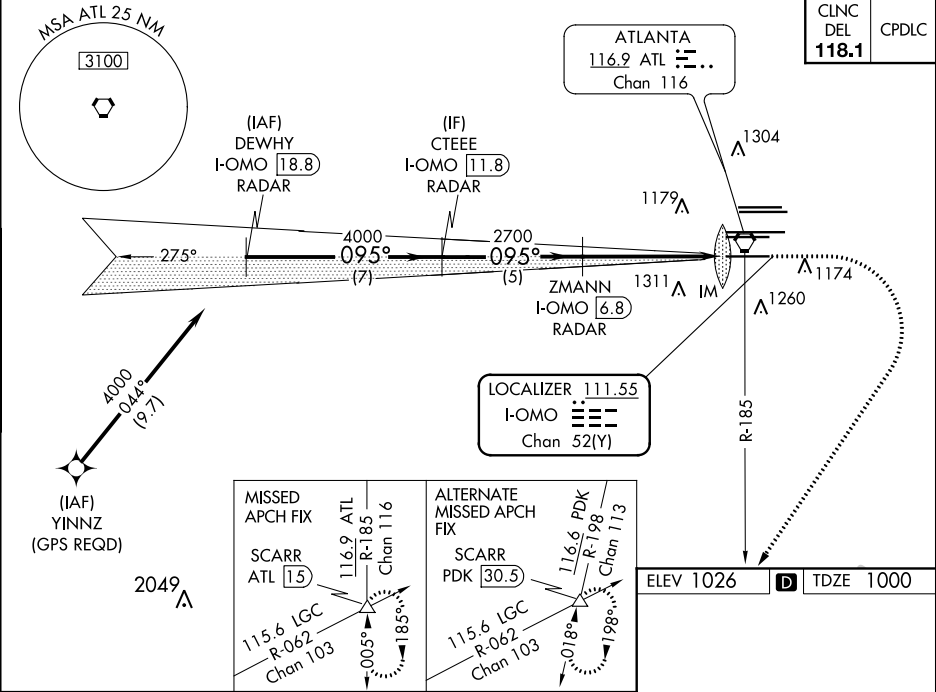 MSA ATL 25 NM
3100
CLNC
DEL
118.1
CPDLC
ATLANTA
116.9 ATL
Chan 116
(IAF)
DEWHY
I-OMO 18.8
RADAR
(IF)
CTEEE
I-OMO 11.8
RADAR
1304
1179
275°
4000
095°
(7)
2700
095°
(5)
ZMANN
I-OMO 6.8
RADAR
1311
IM
1174
1260
LOCALIZER 111.55
I-OMO
Chan 52(Y)
R-185
4000
044°
(9.7)
(IAF)
YINNZ
(GPS REQD)
2049
MISSED
APCH FIX
SCARR
ATL 15
116.9 ATL
R-185
Chan 116
115.6 LGC
R-062
Chan 103
005°
185°
ALTERNATE
MISSED APCH
FIX
SCARR
PDK 30.5
116.6 PDK
R-198
Chan 113
115.6 LGC
R-062
Chan 103
018°
198°
ELEV 1026
D
TDZE 1000